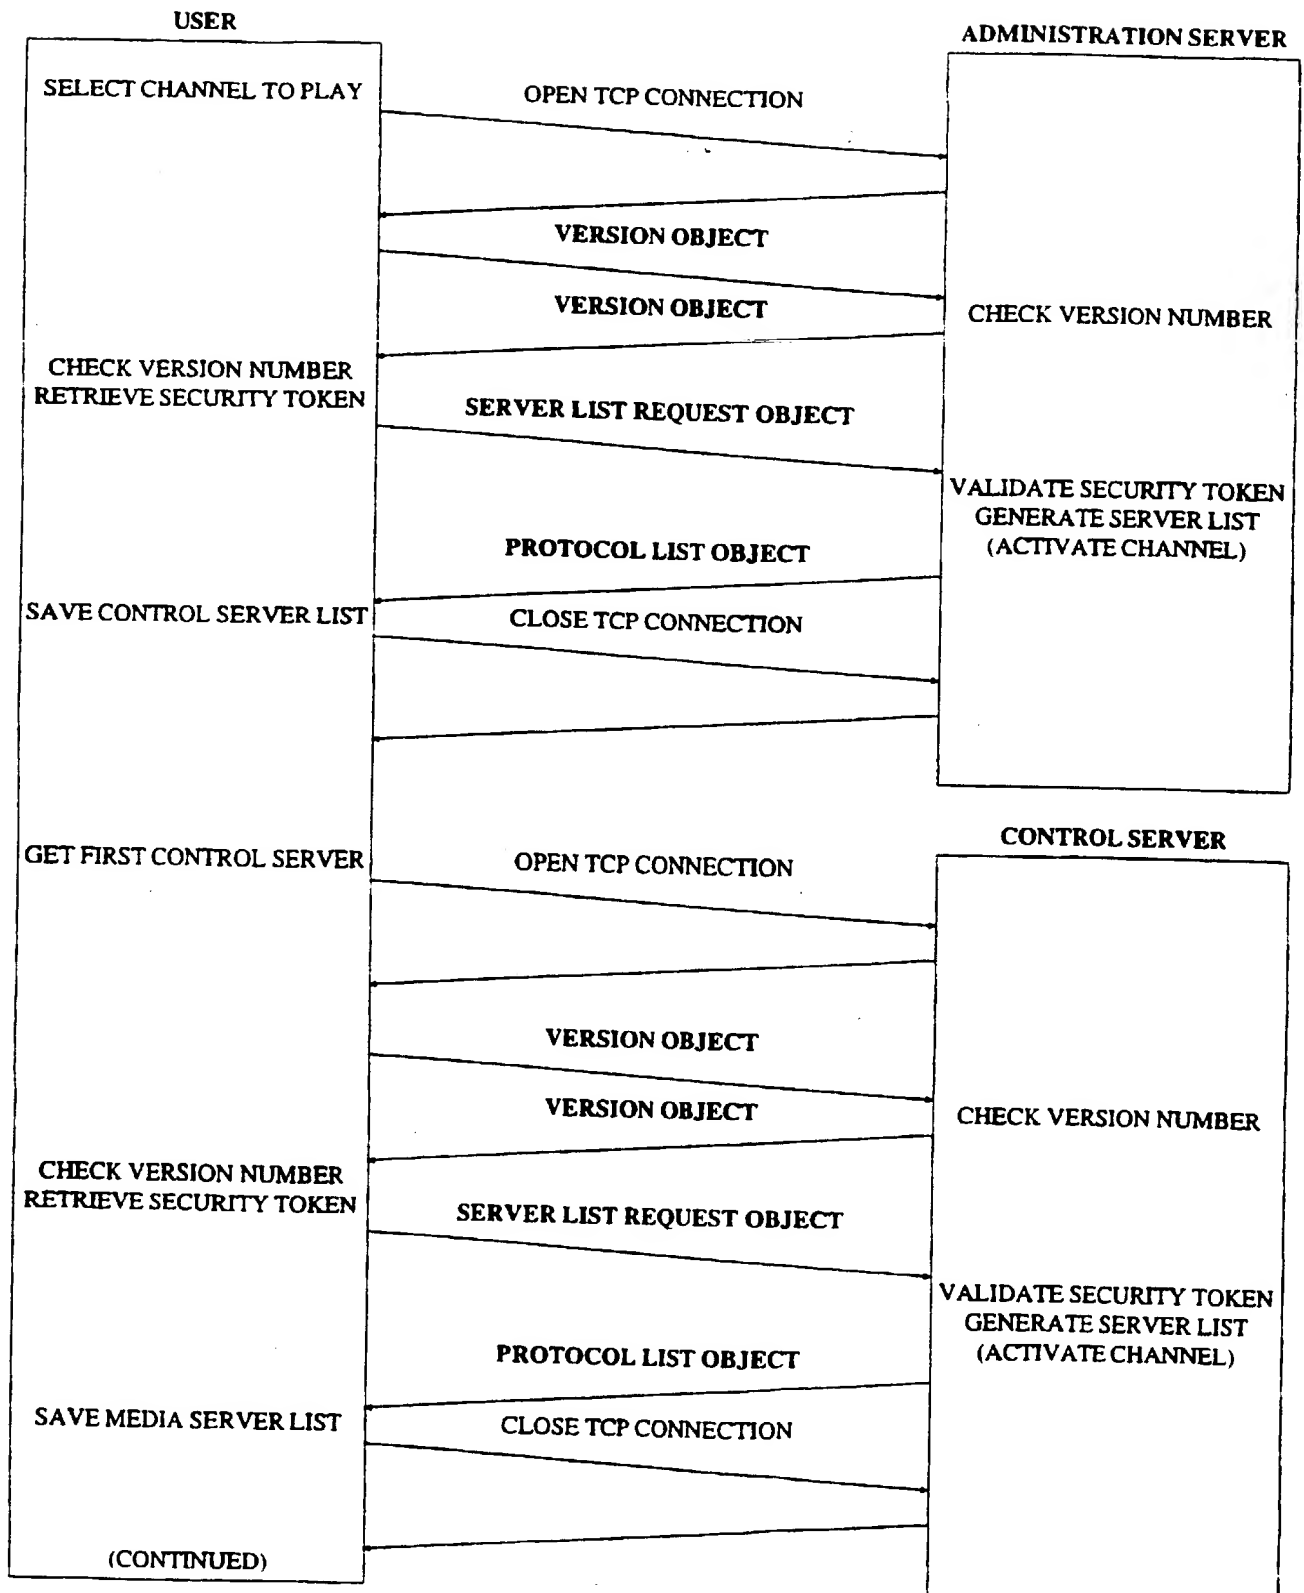 USER
ADMINISTRATION SERVER
SELECT CHANNEL TO PLAY
OPEN TCP CONNECTION
VERSION OBJECT
VERSION OBJECT
CHECK VERSION NUMBER
CHECK VERSION NUMBER
RETRIEVE SECURITY TOKEN
SERVER LIST REQUEST OBJECT
VALIDATE SECURITY TOKEN
GENERATE SERVER LIST
(ACTIVATE CHANNEL)
PROTOCOL LIST OBJECT
SAVE CONTROL SERVER LIST
CLOSE TCP CONNECTION
CONTROL SERVER
GET FIRST CONTROL SERVER
OPEN TCP CONNECTION
VERSION OBJECT
VERSION OBJECT
CHECK VERSION NUMBER
CHECK VERSION NUMBER
RETRIEVE SECURITY TOKEN
SERVER LIST REQUEST OBJECT
VALIDATE SECURITY TOKEN
GENERATE SERVER LIST
(ACTIVATE CHANNEL)
PROTOCOL LIST OBJECT
SAVE MEDIA SERVER LIST
CLOSE TCP CONNECTION
(CONTINUED)